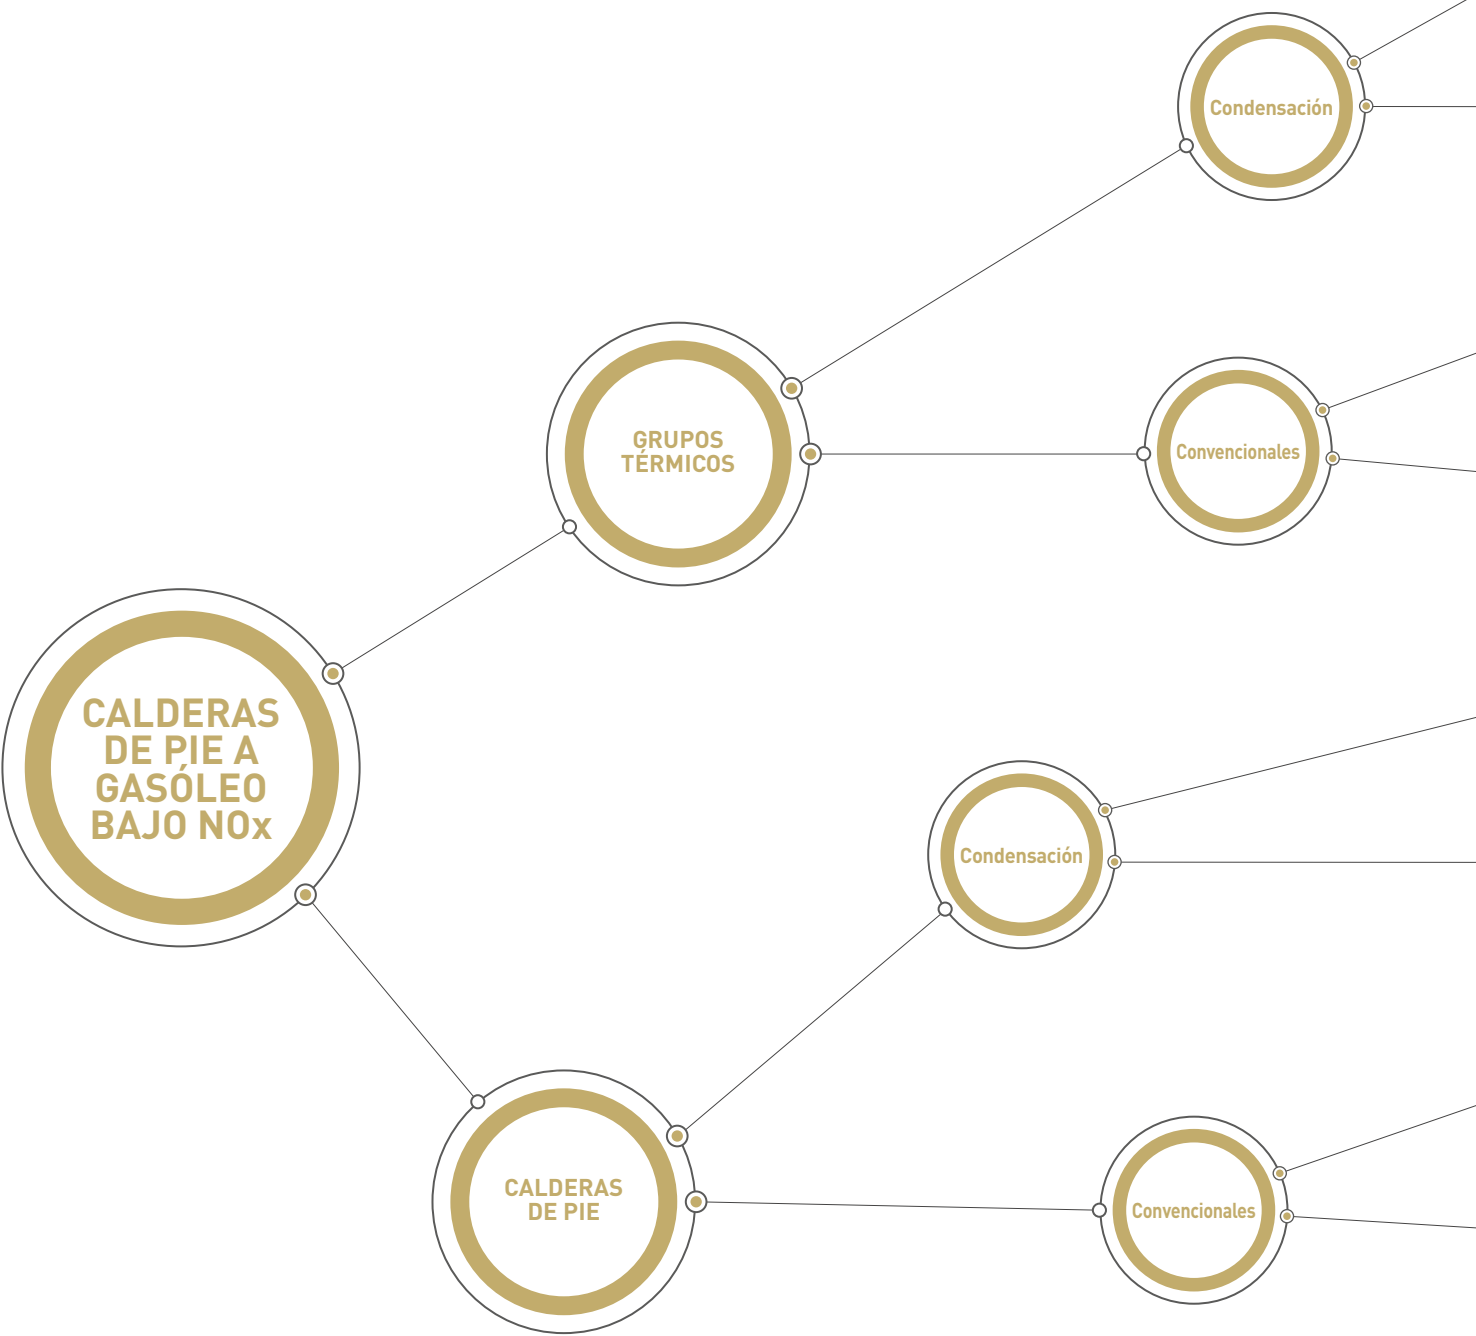 Condensación
GRUPOS
TÉRMICOS
Convencionales
CALDERAS
DE PIE A
GASÓLEO
BAJO NOx
Condensación
CALDERAS
DE PIE
Convencionales